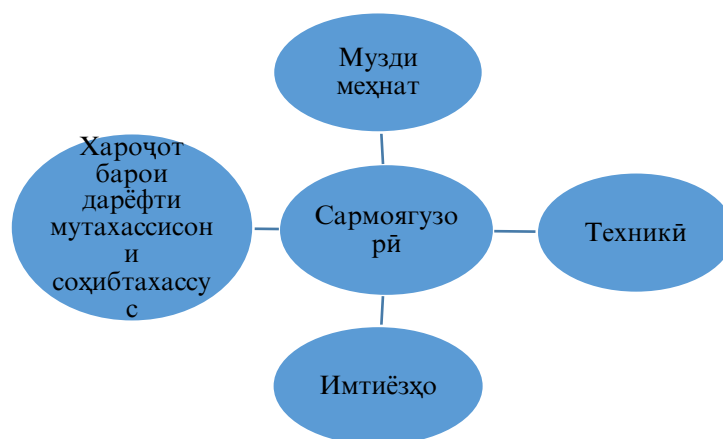 Музди
меҳнат
Хароҷот
барои
дарёфти
мутахассисон
и
соҳибтахассу
с
Сармоягузо
рӣ
Техникӣ
Имтиёзҳо